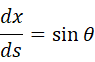 dx/ds = sin θ